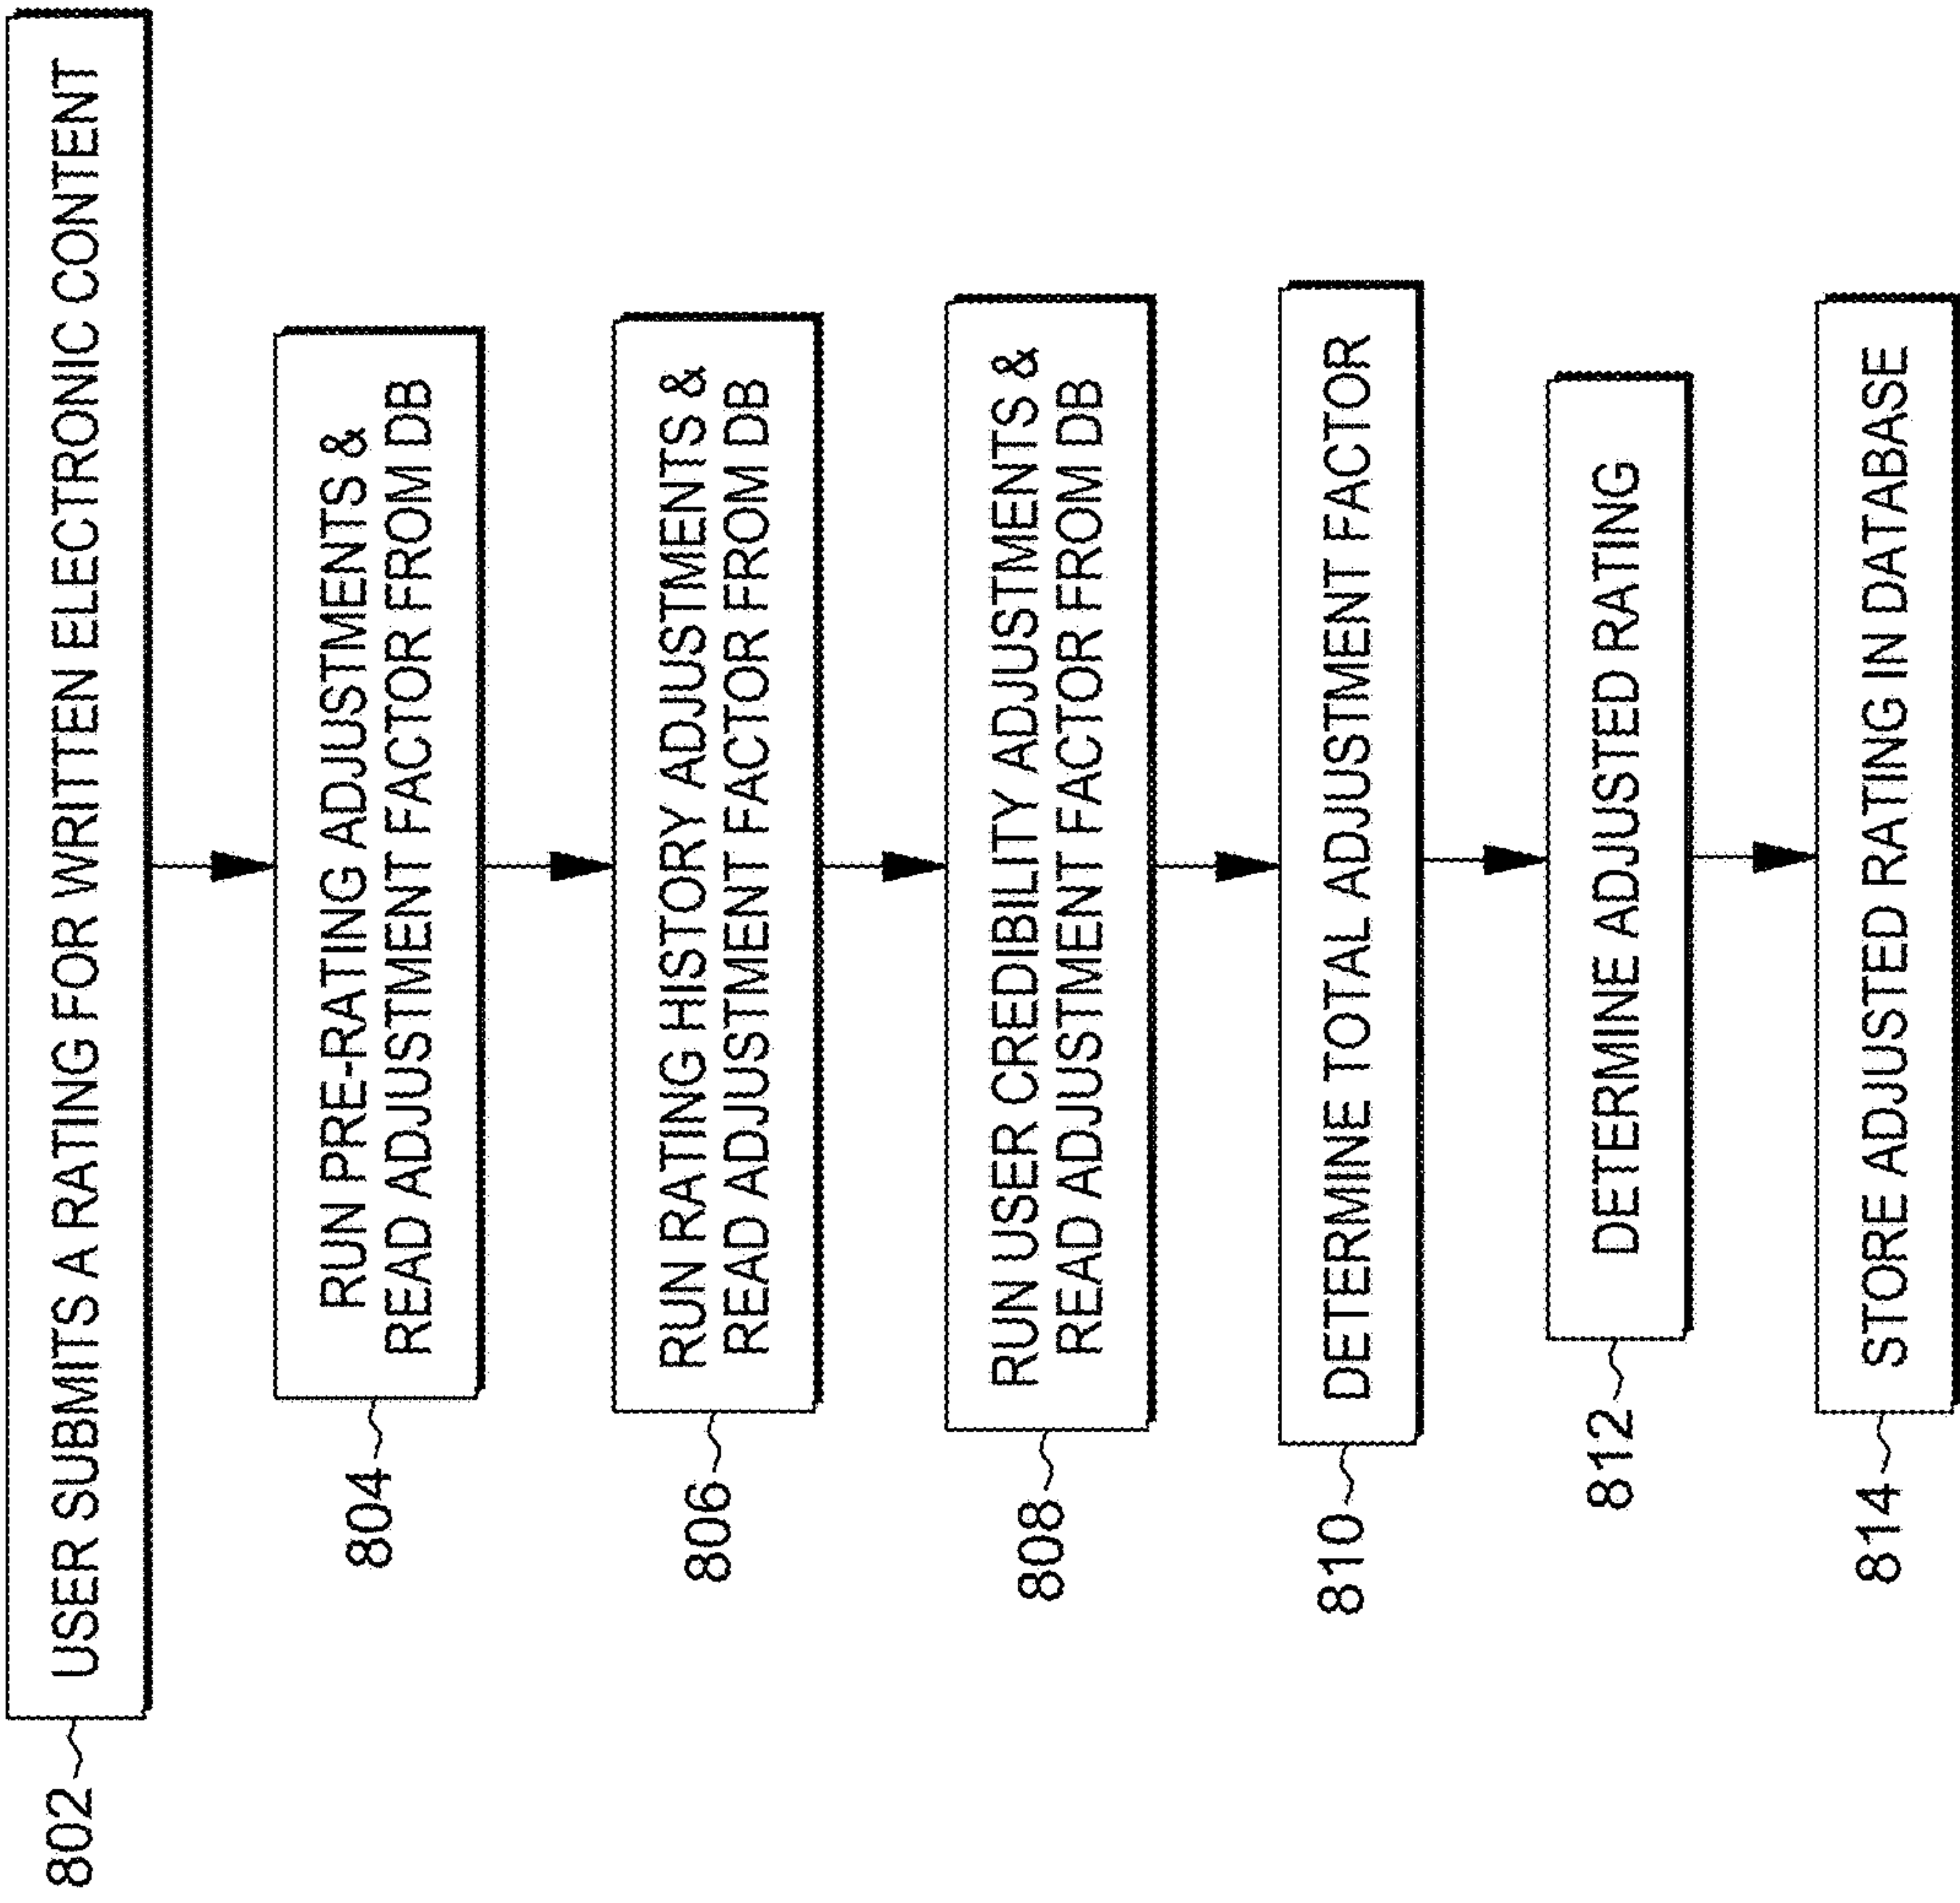 802
USER SUBMITS A RATING FOR WRITTEN ELECTRONIC CONTENT
804
RUN PRE-RATING ADJUSTMENTS &
READ ADJUSTMENT FACTOR FROM DB
806
RUN RATING HISTORY ADJUSTMENTS &
READ ADJUSTMENT FACTOR FROM DB
808
RUN USER CREDIBILITY ADJUSTMENTS &
READ ADJUSTMENT FACTOR FROM DB
810
DETERMINE TOTAL ADJUSTMENT FACTOR
812
DETERMINE ADJUSTED RATING
814
STORE ADJUSTED RATING IN DATABASE